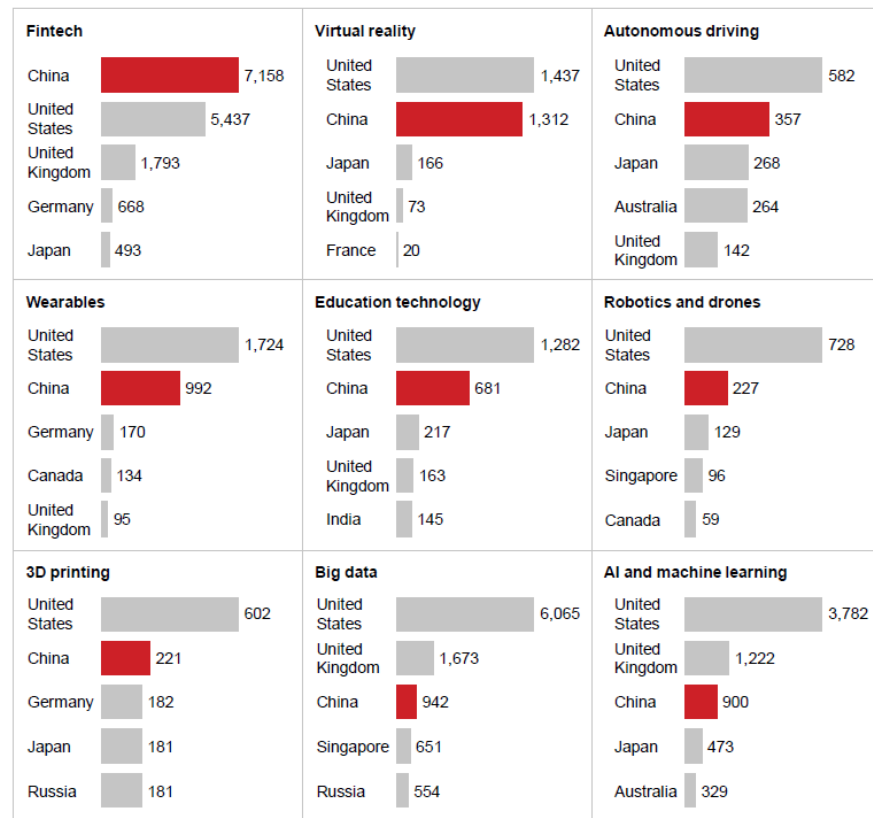 Fintech
China 7,158
United
States 5,437
United
Kingdom 1,793
Germany 668
Japan 493
Virtual reality
United
States 1,437
China 1,312
Japan 166
United
Kingdom 73
France 20
Autonomous driving
United
States 582
China 357
Japan 268
Australia 264
United
Kingdom 142
Wearables
United
States 1,724
China 992
Germany 170
Canada 134
United
Kingdom 95
Education technology
United
States 1,282
China 681
Japan 217
United
Kingdom 163
India 145
Robotics and drones
United
States 728
China 227
Japan 129
Singapore 96
Canada 59
3D printing
United
States 602
China 221
Germany 182
Japan 181
Russia 181
Big data
United
States 6,065
United
Kingdom 1,673
China 942
Singapore 651
Russia 554
AI and machine learning
United
States 3,782
United
Kingdom 1,222
China 900
Japan 473
Australia 329